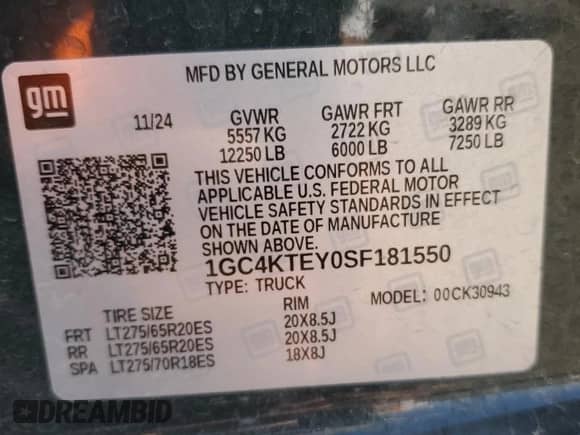 MFD BY GENERAL MOTORS LLC
gm
11/24 GVWR GAWR FRT GAWR RR
5557 KG 2722 KG 3289 KG
12250 LB 6000 LB 7250 LB
THIS VEHICLE CONFORMS TO ALL
APPLICABLE U.S. FEDERAL MOTOR
VEHICLE SAFETY STANDARDS IN EFFECT
ON THE DATE OF MANUFACTURE
SHOWN ABOVE.
1GC4KTEY0SF181550
TYPE: TRUCK MODEL: 00CK30943
TIRE SIZE RIM
FRT LT275/65R20ES 20X8.5J
RR LT275/65R20ES 20X8.5J
SPA LT275/70R18ES 18X8J
DREAMBID